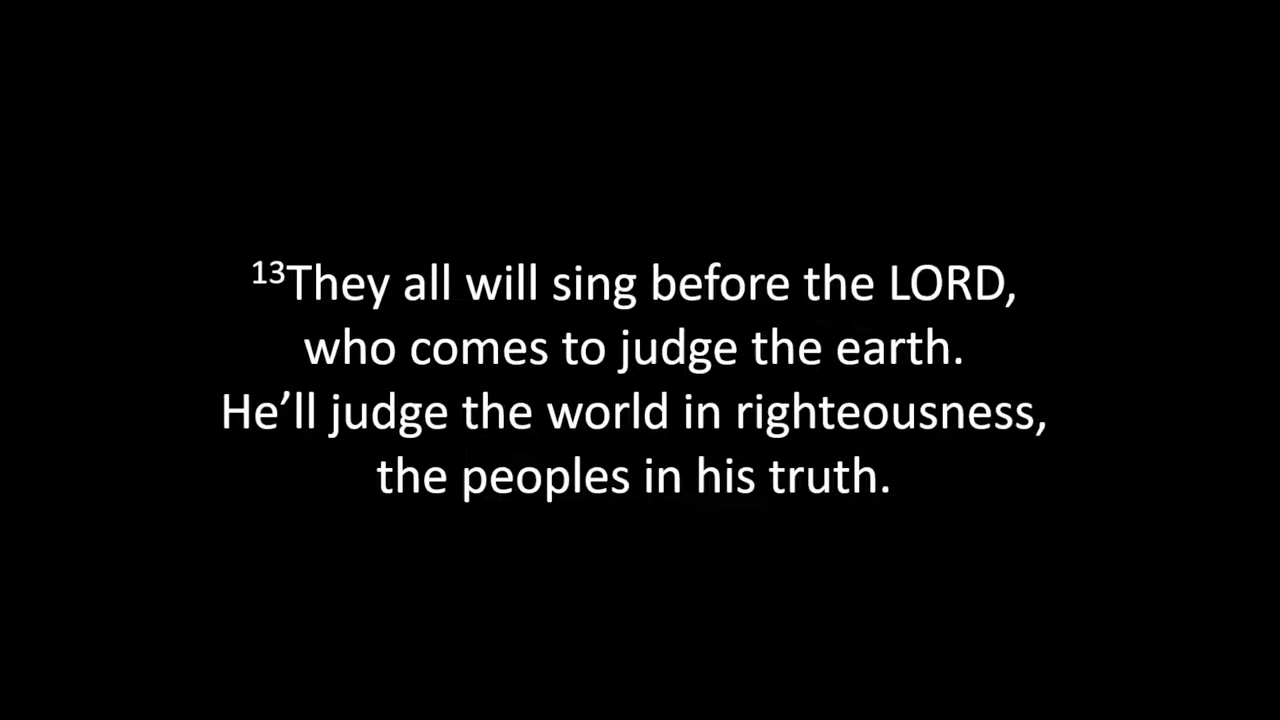 ¹³They all will sing before the LORD,
who comes to judge the earth.
He’ll judge the world in righteousness,
the peoples in his truth.